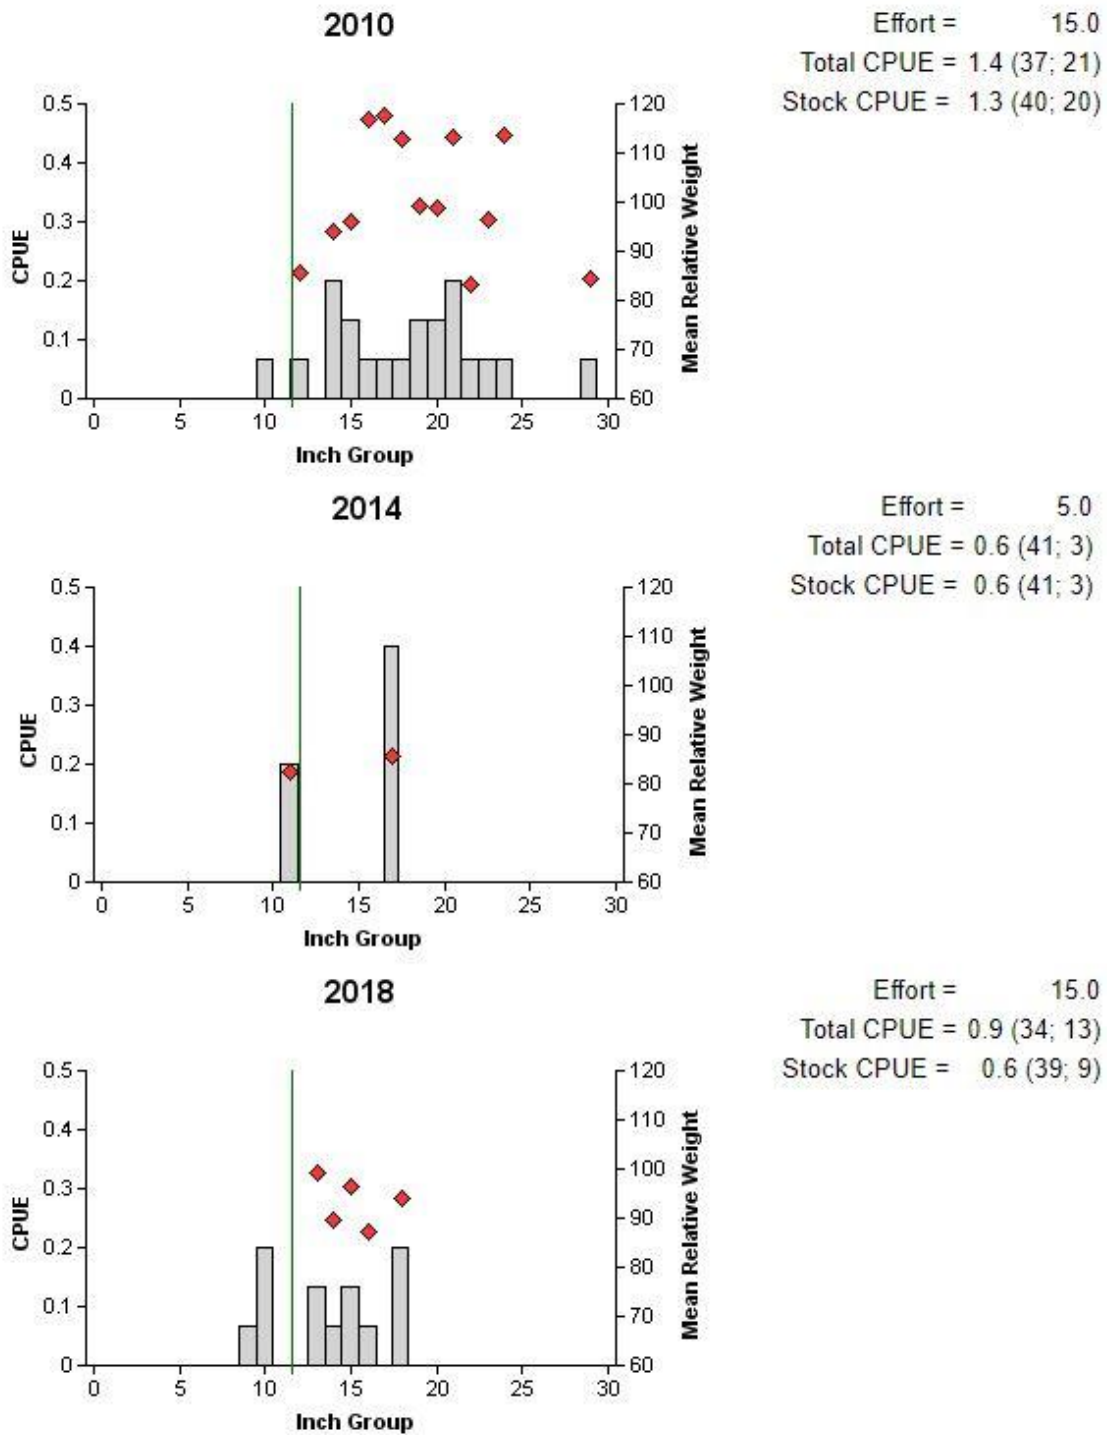 2010
Effort = 15.0
Total CPUE = 1.4 (37; 21)
Stock CPUE = 1.3 (40; 20)
0.5
0.4
0.3
0.2
0.1
0
CPUE
120
110
100
90
80
70
60
Mean Relative Weight
0 5 10 15 20 25 30
Inch Group
2014
Effort = 5.0
Total CPUE = 0.6 (41; 3)
Stock CPUE = 0.6 (41; 3)
0.5
0.4
0.3
0.2
0.1
0
CPUE
120
110
100
90
80
70
60
Mean Relative Weight
0 5 10 15 20 25 30
Inch Group
2018
Effort = 15.0
Total CPUE = 0.9 (34; 13)
Stock CPUE = 0.6 (39; 9)
0.5
0.4
0.3
0.2
0.1
0
CPUE
120
110
100
90
80
70
60
Mean Relative Weight
0 5 10 15 20 25 30
Inch Group